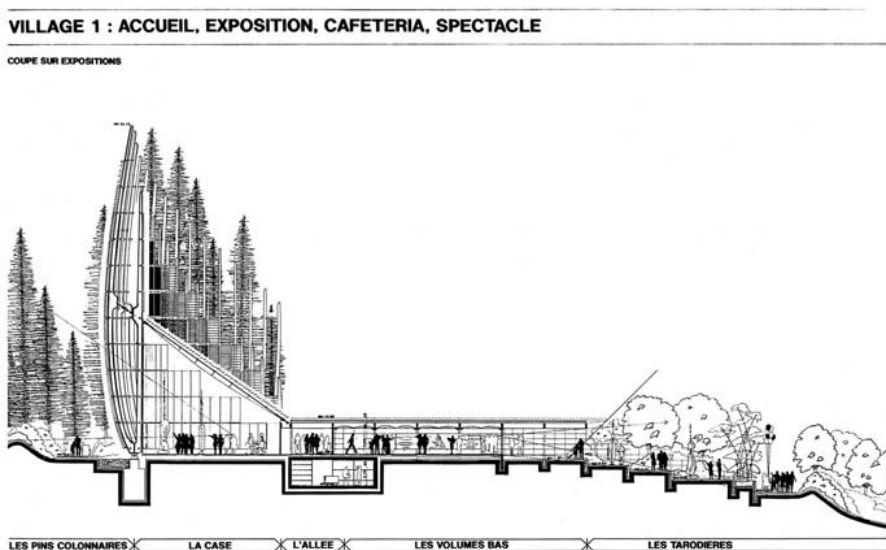 VILLAGE 1 : ACCUEIL, EXPOSITION, CAFETERIA, SPECTACLE
COUPE SUR EXPOSITIONS
LES PINS COLONNAIRES LA CASE L'ALLEE LES VOLUMES BAS LES TARODIERES